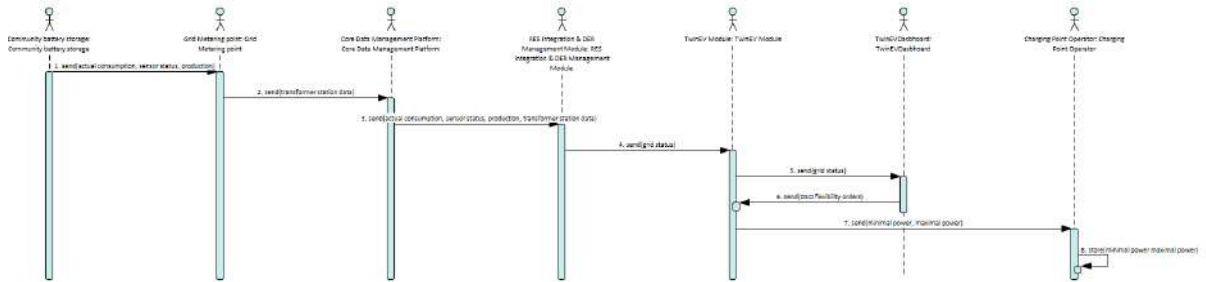 Community battery storage:
Community battery storage
Grid Metering point: Grid
Metering point
Core Data Management Platform:
Core Data Management Platform
RES Integration & DER
Management Module: RES
Integration & DER Management
Module
TwinEV Module: TwinEV Module
TwinEVDashboard:
TwinEVDashboard
Charging Point Operator: Charging
Point Operator
1. send(actual consumption, sensor status, production)
2. send(transformer station data)
3. send(actual consumption, sensor status, production, transformer station data)
4. send(grid status)
5. send(grid status)
6. send(exact flexibility orders)
7. send(minimal power, maximal power)
8. store(minimal power maximal power)